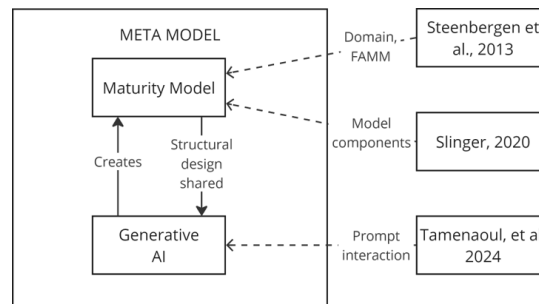 META MODEL
Maturity Model
Creates
Structural
design
shared
Generative
AI
Domain,
FAMM
Model
components
Prompt
interaction
Steenbergen et
al., 2013
Slinger, 2020
Tamenaoul, et a
2024